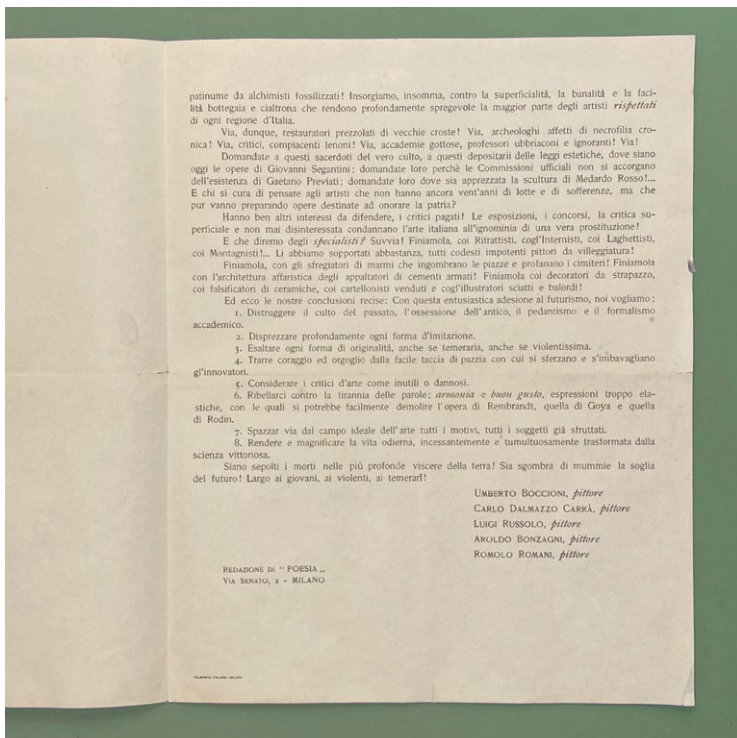 patinume da alchimisti fossilizzati! Insorgiamo, insomma, contro la superficialità, la banalità e la faci-
lità bottegaia e cialtrona che rendono profondamente spregevole la maggior parte degli artisti rispettati
di ogni regione d'Italia.
Via, dunque, restauratori prezzolati di vecchie croste! Via, archeologhi affetti di necrofilia cro-
nica! Via, critici, compiacenti lenoni! Via, accademie gottose, professori ubbriaconi e ignoranti! Via!
Domandate a questi sacerdoti del vero culto, a questi depositarii delle leggi estetiche, dove siano
oggi le opere di Giovanni Segantini; domandate loro perchè le Commissioni ufficiali non si accorgano
dell'esistenza di Gaetano Previati; domandate loro dove sia apprezzata la scultura di Medardo Rosso!...
E chi si cura di pensare agli artisti che non hanno ancora vent'anni di lotte e di sofferenze, ma che
pur vanno preparando opere destinate ad onorare la patria?
Hanno ben altri interessi da difendere, i critici pagati! Le esposizioni, i concorsi, la critica su-
perficiale e non mai disinteressata condannano l'arte italiana all'ignominia di una vera prostituzione!
E che diremo degli specialisti? Suvvia! Finiamola, coi Ritrattisti, cogl'Internisti, coi Laghettisti,
coi Montagnisti!... Li abbiamo sopportati abbastanza, tutti codesti impotenti pittori da villeggiatura!
Finiamola, con gli sfregiatori di marmi che ingombrano le piazze e profanano i cimiteri! Finiamola
con l'architettura affaristica degli appaltatori di cementi armati! Finiamola coi decoratori da strapazzo,
coi falsificatori di ceramiche, coi cartellonisti venduti e cogl'illustratori sciatti e balordi!
Ed ecco le nostre conclusioni recise: Con questa entusiastica adesione al futurismo, noi vogliamo:
1. Distruggere il culto del passato, l'ossessione dell'antico, il pedantismo e il formalismo
accademico.
2. Disprezzare profondamente ogni forma d'imitazione.
3. Esaltare ogni forma di originalità, anche se temeraria, anche se violentissima.
4. Trarre coraggio ed orgoglio dalla facile taccia di pazzia con cui si sferzano e s'imbavagliano
gl'innovatori.
5. Considerare i critici d'arte come inutili o dannosi.
6. Ribellarci contro la tirannia delle parole: armonia e buon gusto, espressioni troppo ela-
stiche, con le quali si potrebbe facilmente demolire l'opera di Rembrandt, quella di Goya e quella
di Rodin.
7. Spazzar via dal campo ideale dell'arte tutti i motivi, tutti i soggetti già sfruttati.
8. Rendere e magnificare la vita odierna, incessantemente e tumultuosamente trasformata dalla
scienza vittoriosa.
Siano sepolti i morti nelle più profonde viscere della terra! Sia sgombra di mummie la soglia
del futuro! Largo ai giovani, ai violenti, ai temerarî!
UMBERTO BOCCIONI, pittore
CARLO DALMAZZO CARRÀ, pittore
LUIGI RUSSOLO, pittore
AROLDO BONZAGNI, pittore
ROMOLO ROMANI, pittore
REDAZIONE DI " POESIA „
VIA SENATO, 2 - MILANO